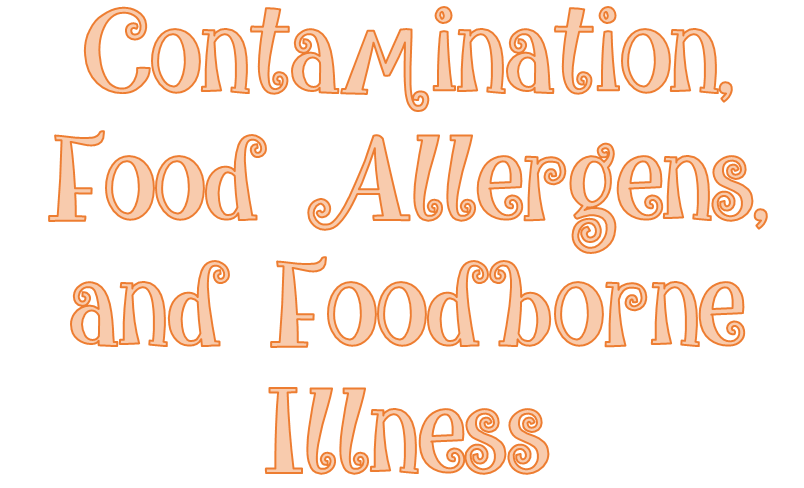 Contamination,
Food Allergens,
and Foodborne
Illness